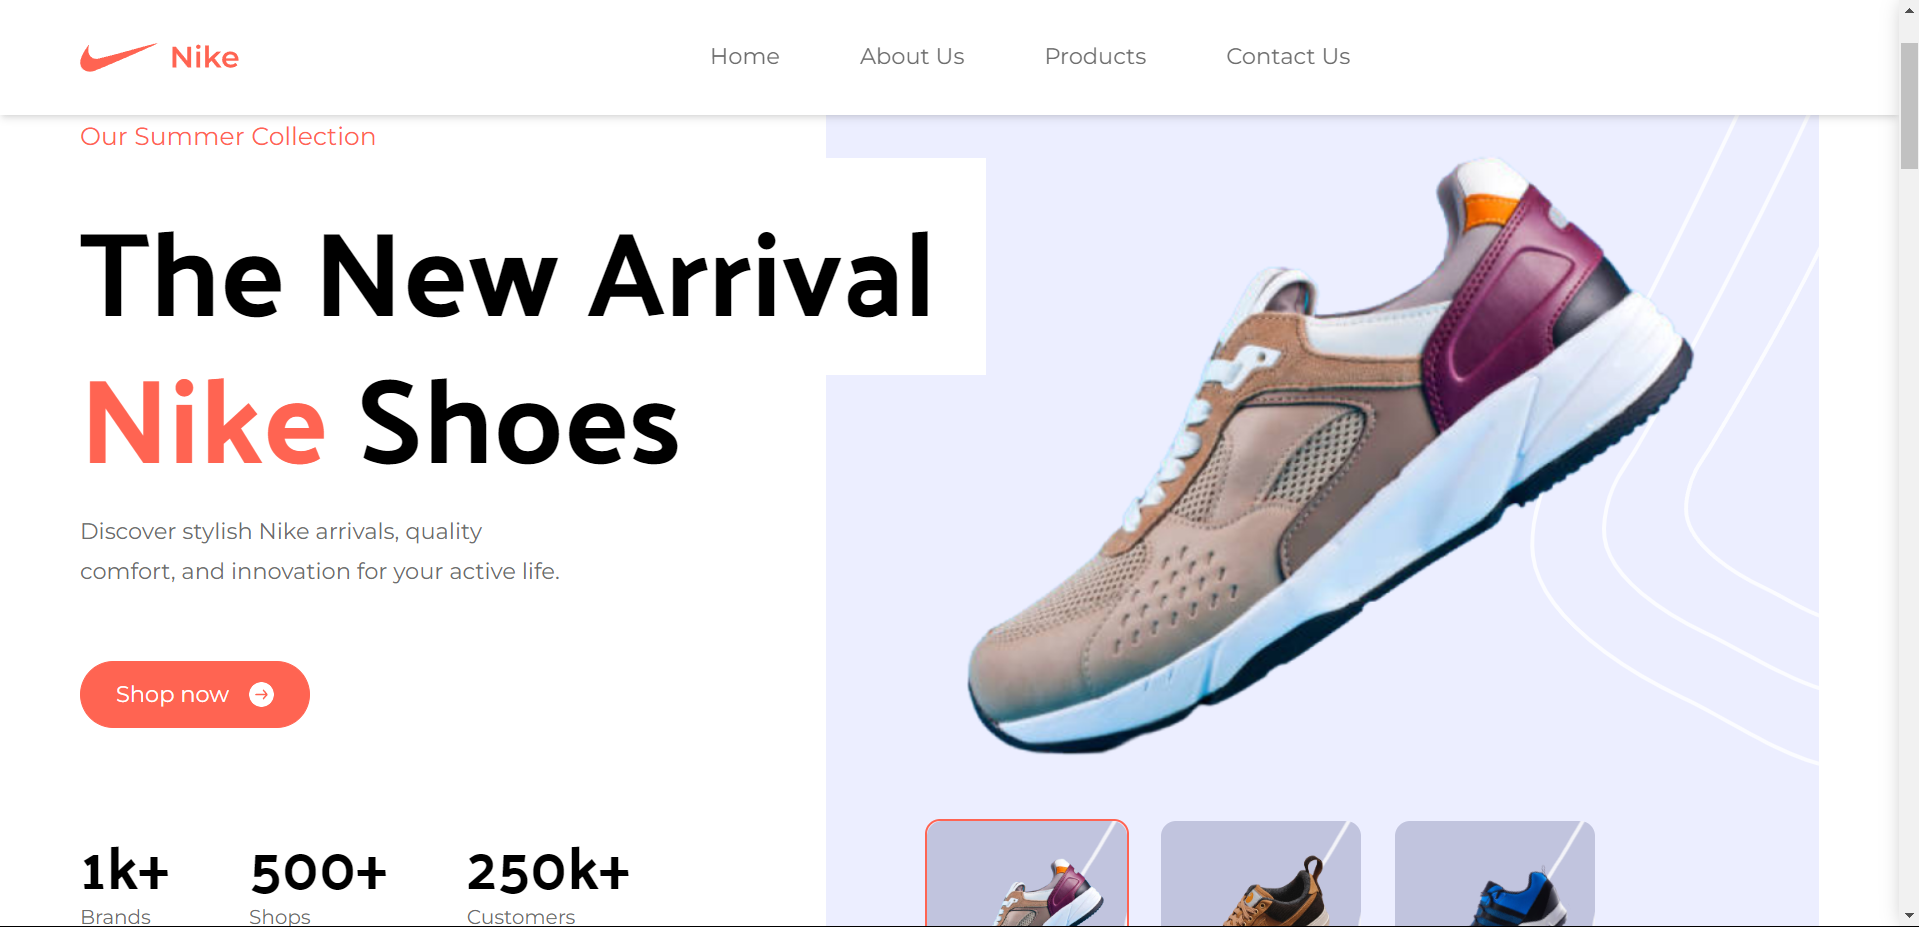 Nike
Home
About Us
Products
Contact Us
Our Summer Collection
The New Arrival
Nike Shoes
Discover stylish Nike arrivals, quality
comfort, and innovation for your active life.
Shop now
1k+
Brands
500+
Shops
250k+
Customers